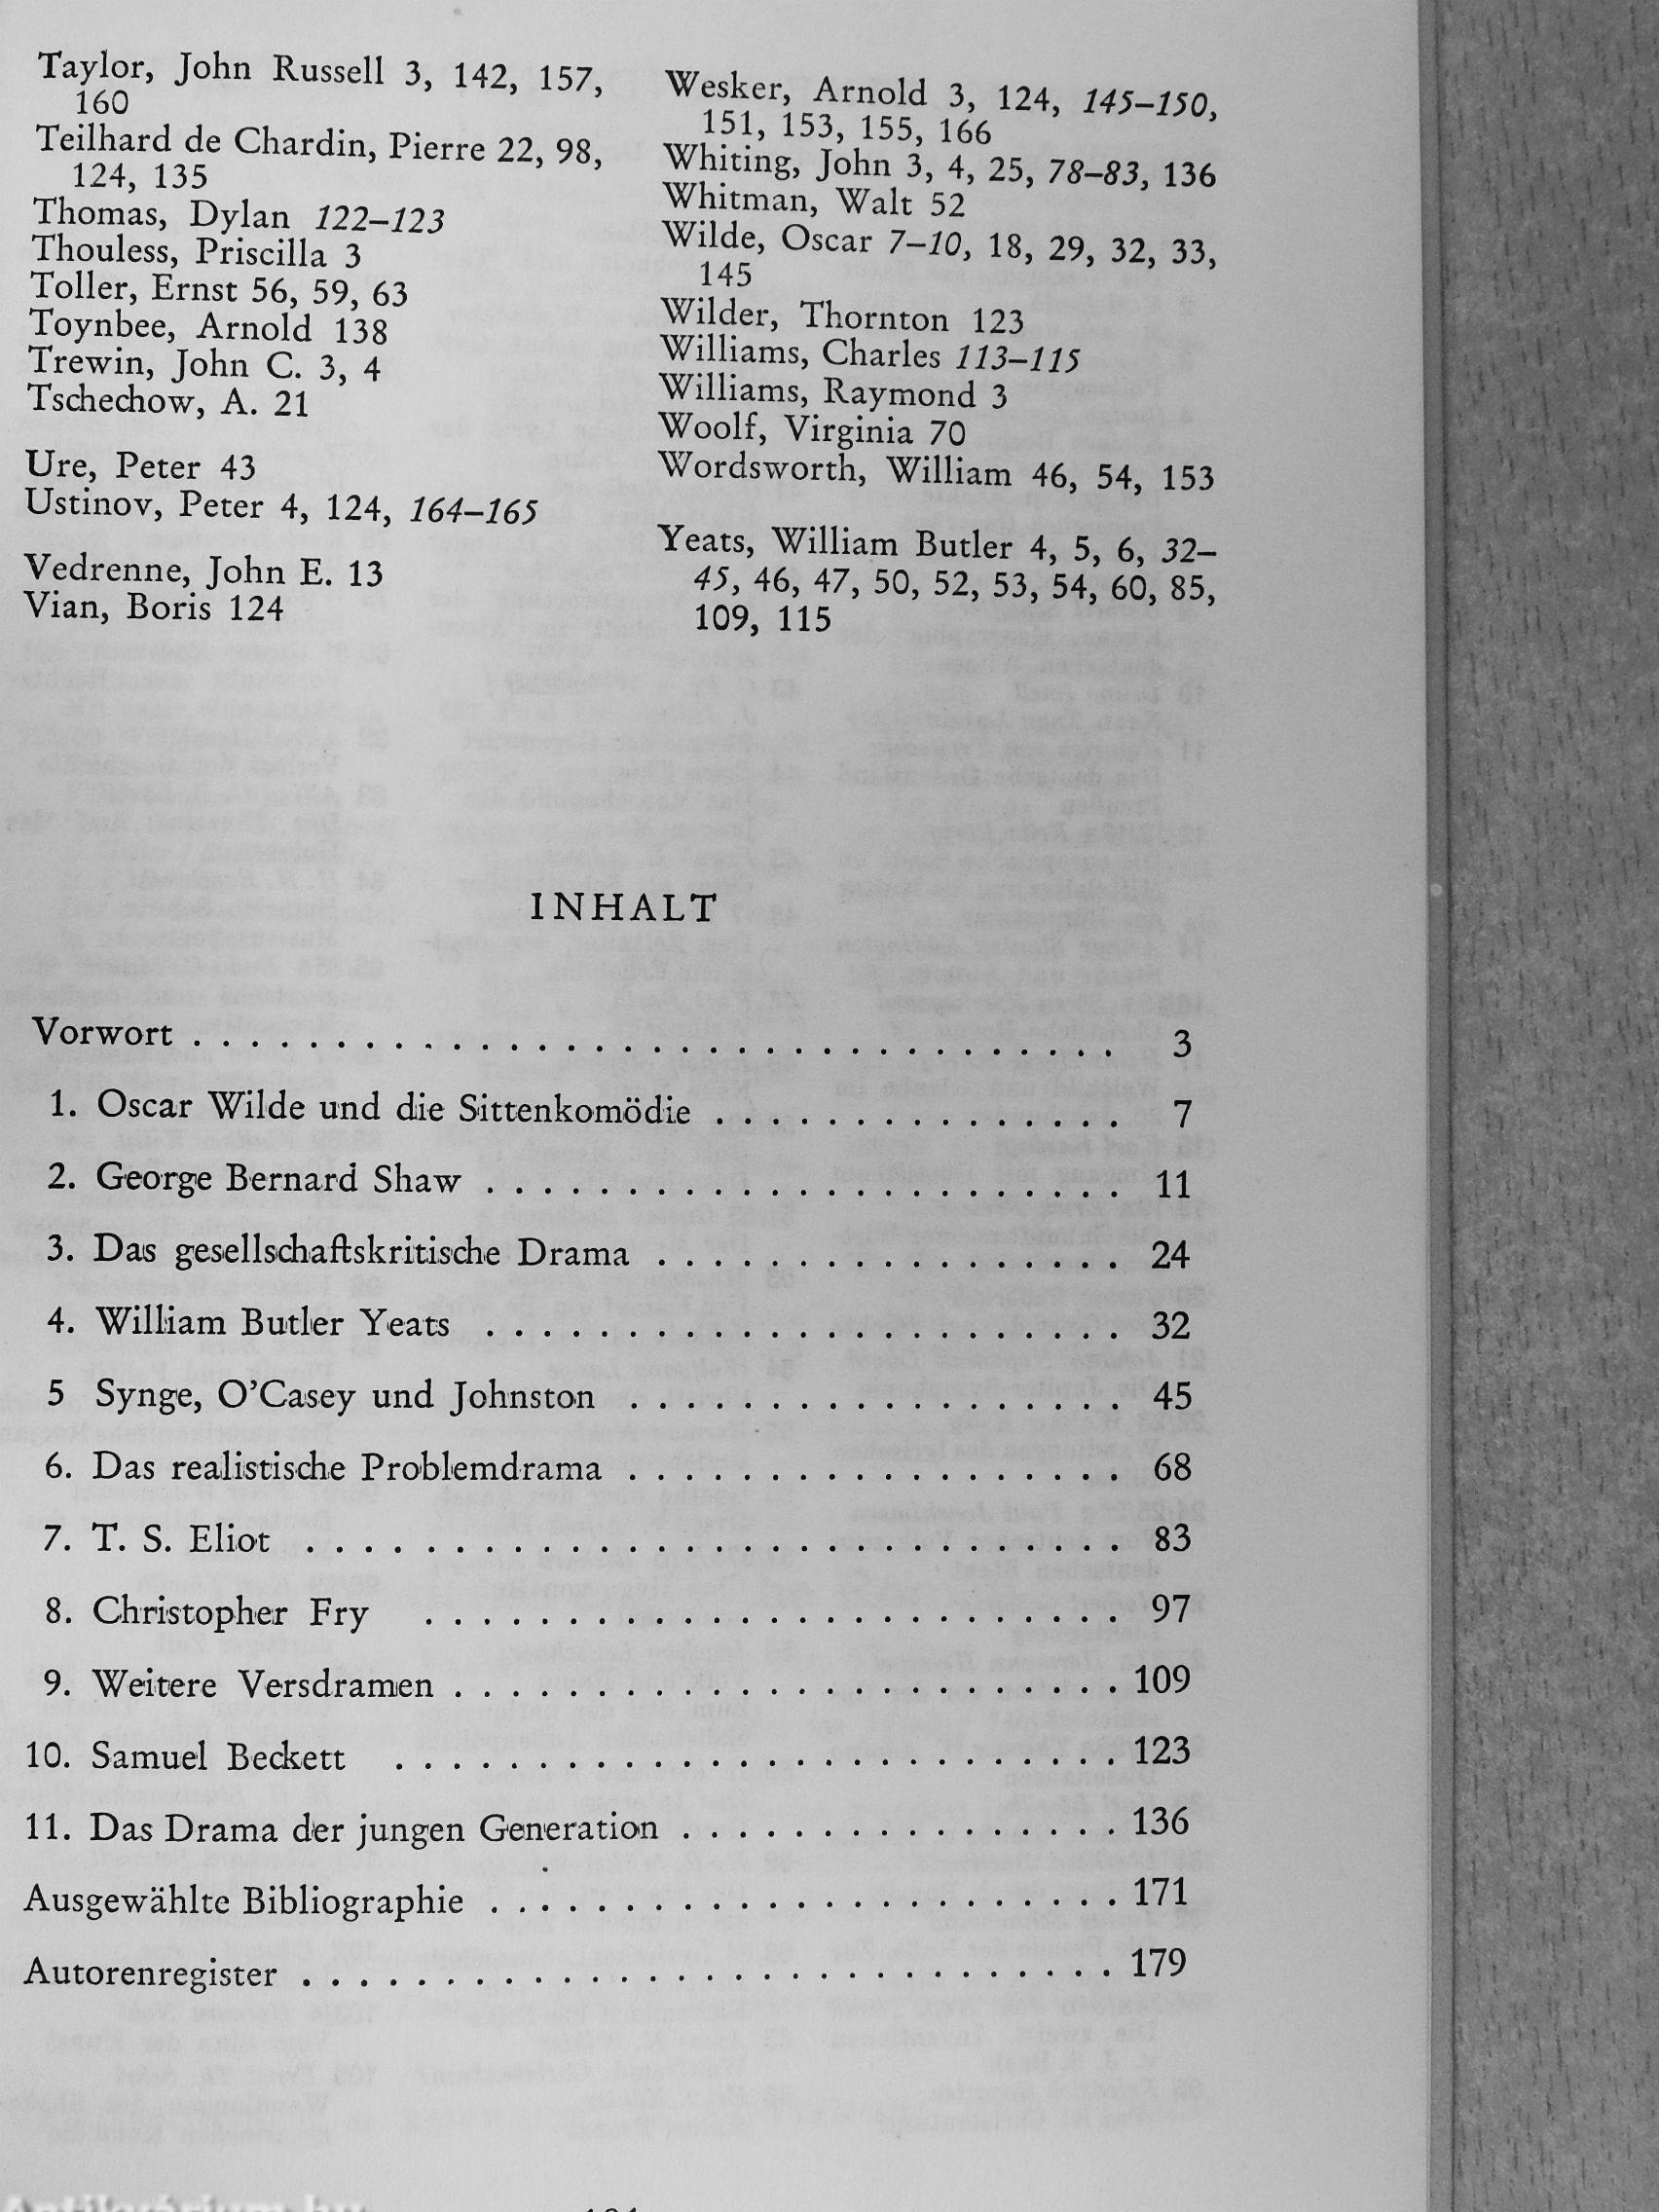 Taylor, John Russell 3, 142, 157,
160
Teilhard de Chardin, Pierre 22, 98,
124, 135
Thomas, Dylan 122–123
Thouless, Priscilla 3
Toller, Ernst 56, 59, 63
Toynbee, Arnold 138
Trewin, John C. 3, 4
Tschechow, A. 21
Ure, Peter 43
Ustinov, Peter 4, 124, 164–165
Vedrenne, John E. 13
Vian, Boris 124
Wesker, Arnold 3, 124, 145–150,
151, 153, 155, 166
Whiting, John 3, 4, 25, 78–83, 136
Whitman, Walt 52
Wilde, Oscar 7–10, 18, 29, 32, 33,
145
Wilder, Thornton 123
Williams, Charles 113–115
Williams, Raymond 3
Woolf, Virginia 70
Wordsworth, William 46, 54, 153
Yeats, William Butler 4, 5, 6, 32–
45, 46, 47, 50, 52, 53, 54, 60, 85,
109, 115
INHALT
Vorwort . . . . . . . . . . . . . . . . . . . . . . . . . . . . . . . . . 3
1. Oscar Wilde und die Sittenkomödie . . . . . . . . . . . . . . . 7
2. George Bernard Shaw . . . . . . . . . . . . . . . . . . . . . . . 11
3. Das gesellschaftskritische Drama . . . . . . . . . . . . . . . . . 24
4. William Butler Yeats . . . . . . . . . . . . . . . . . . . . . . . 32
5 Synge, O'Casey und Johnston . . . . . . . . . . . . . . . . . . 45
6. Das realistische Problemdrama . . . . . . . . . . . . . . . . . . 68
7. T. S. Eliot . . . . . . . . . . . . . . . . . . . . . . . . . . . . 83
8. Christopher Fry . . . . . . . . . . . . . . . . . . . . . . . . . 97
9. Weitere Versdramen . . . . . . . . . . . . . . . . . . . . . . . . 109
10. Samuel Beckett . . . . . . . . . . . . . . . . . . . . . . . . . . 123
11. Das Drama der jungen Generation . . . . . . . . . . . . . . . . 136
Ausgewählte Bibliographie . . . . . . . . . . . . . . . . . . . . . . . 171
Autorenregister . . . . . . . . . . . . . . . . . . . . . . . . . . . . . 179